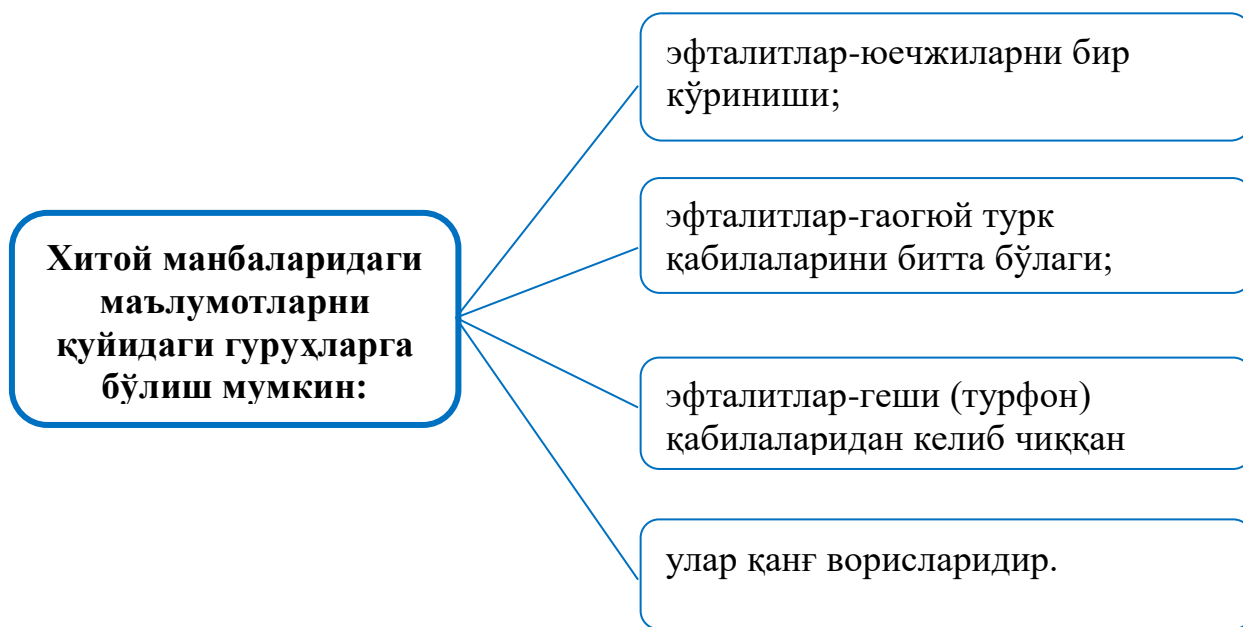 эфталитлар-юечжиларни бир
кўриниши;
эфталитлар-гаогюй турк
қабилаларини битта бўлаги;
Хитой манбаларидаги
маълумотларни
қуйидаги гуруҳларга
бўлиш мумкин:
эфталитлар-геши (турфон)
қабилаларидан келиб чиққан
улар қанғ ворисларидир.